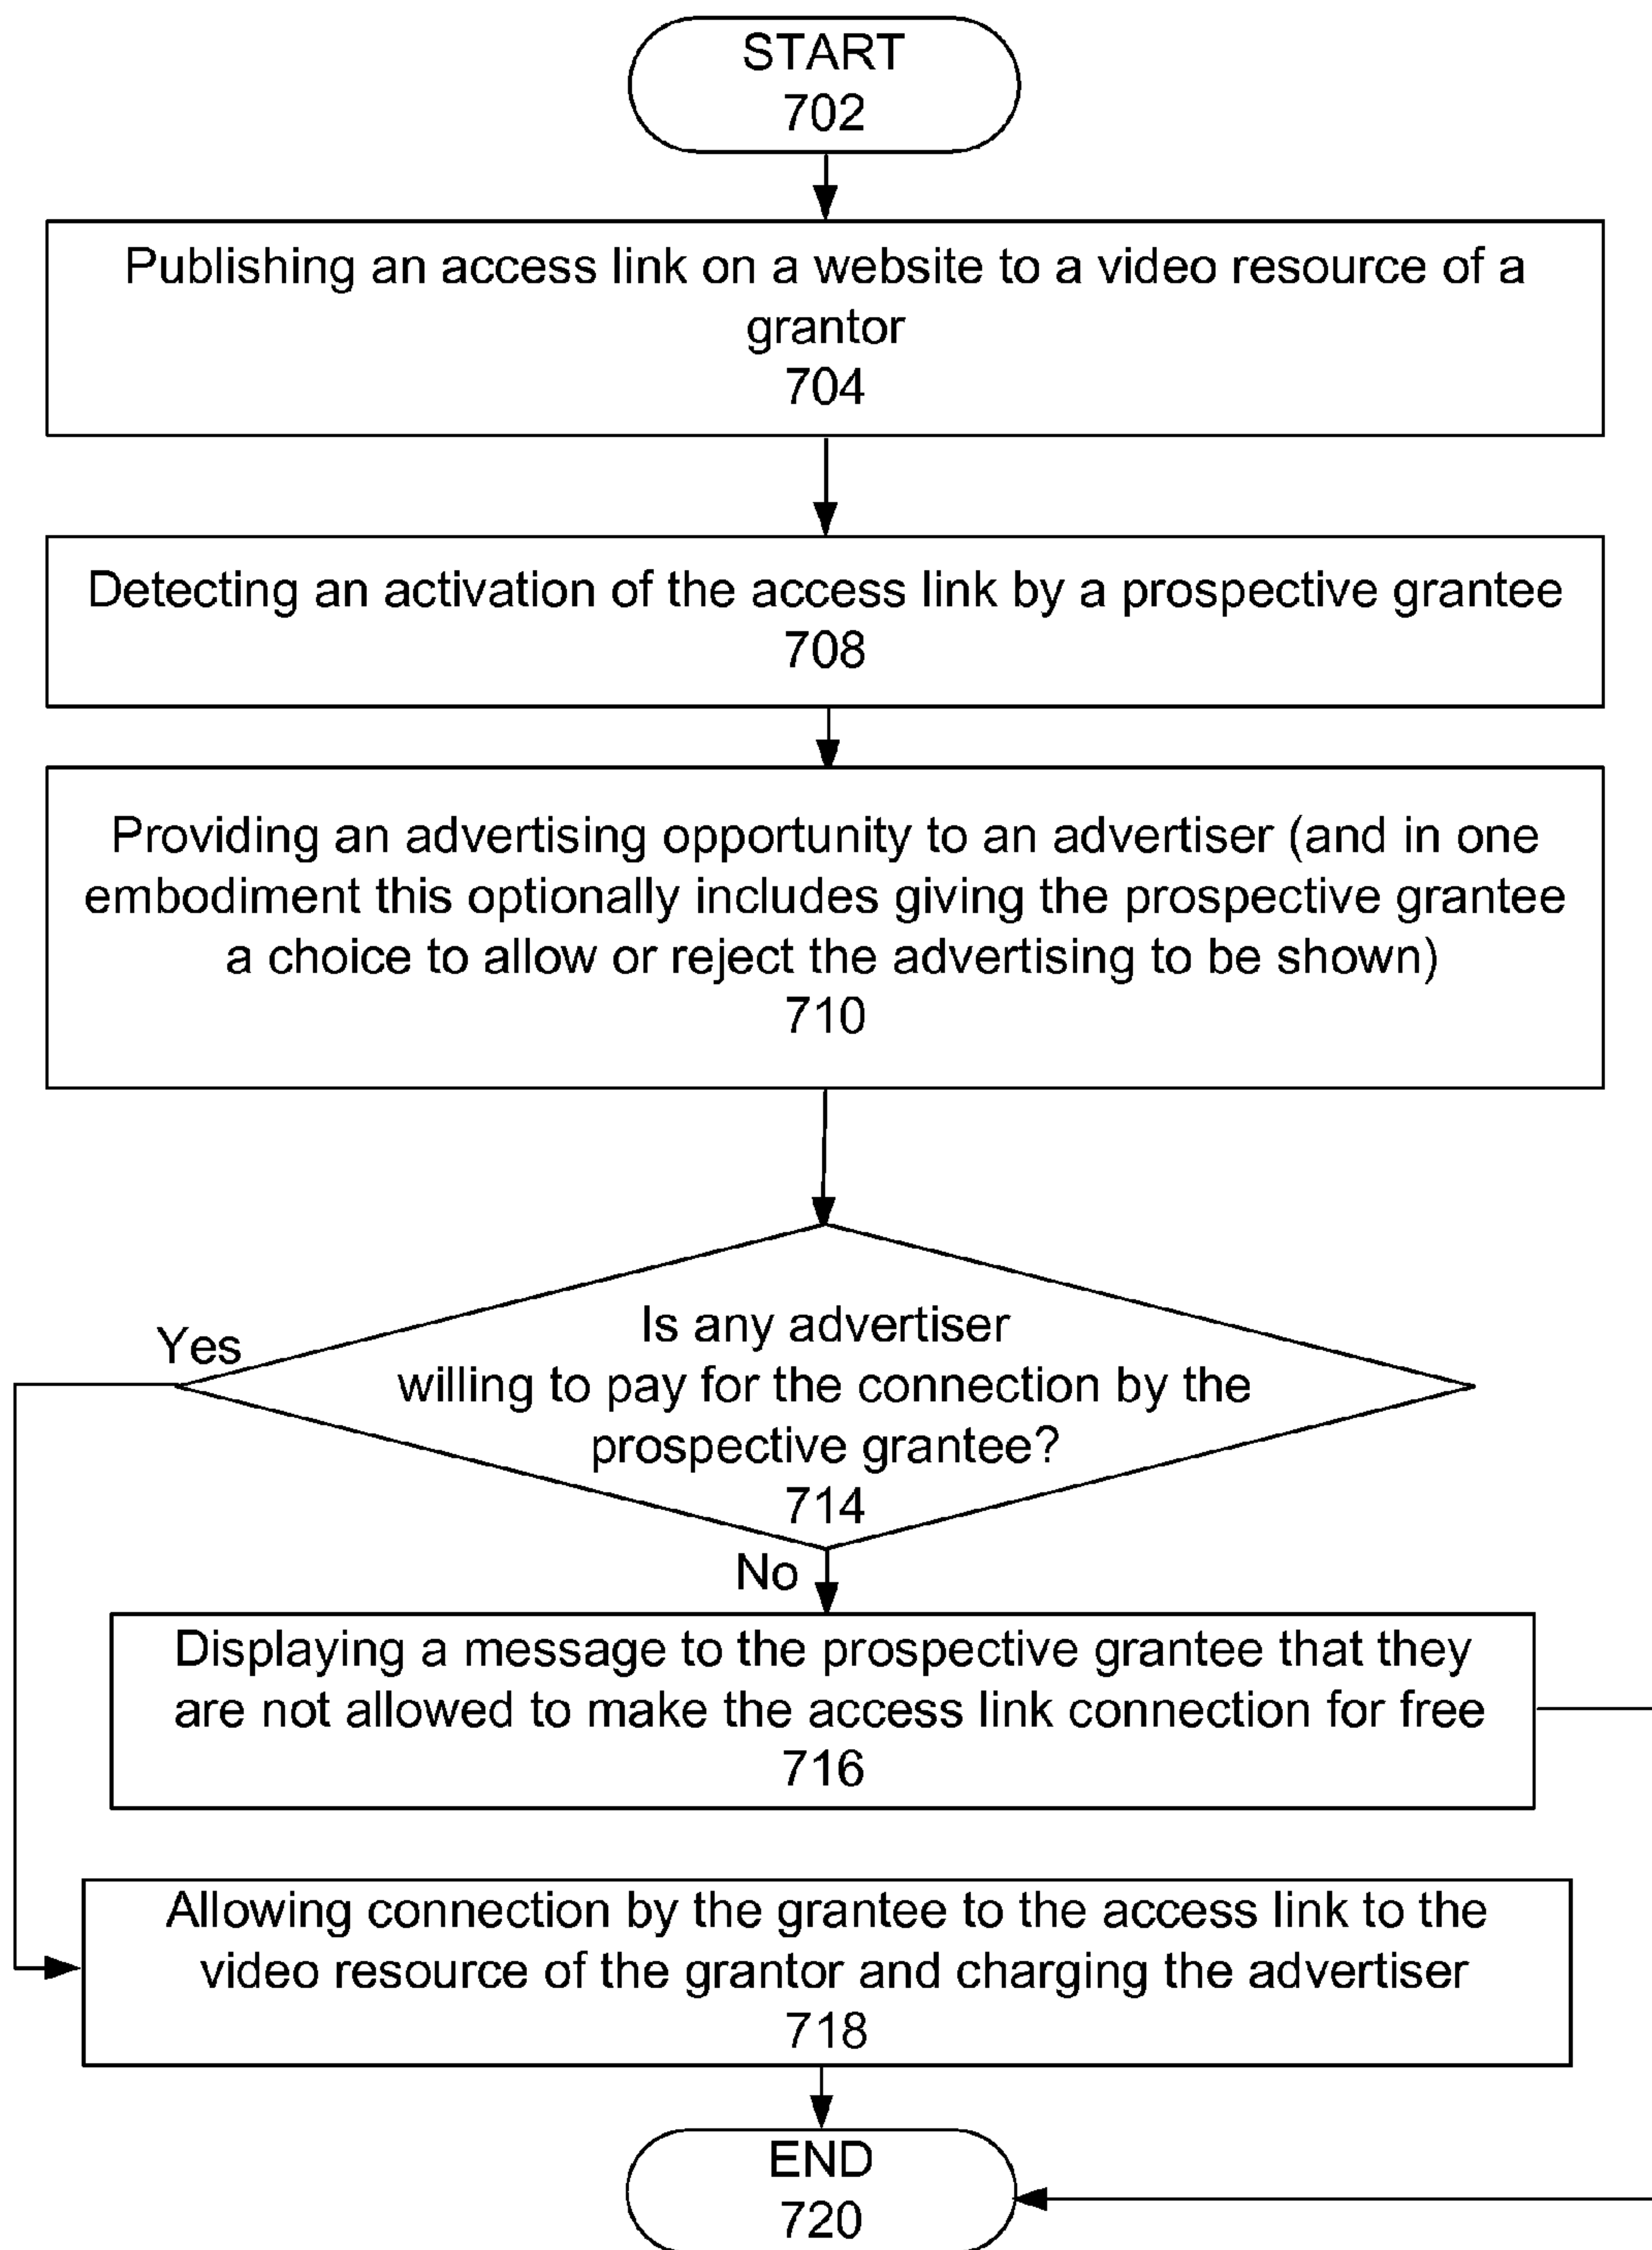 START
702
Publishing an access link on a website to a video resource of a
grantor
704
Detecting an activation of the access link by a prospective grantee
708
Providing an advertising opportunity to an advertiser (and in one
embodiment this optionally includes giving the prospective grantee
a choice to allow or reject the advertising to be shown)
710
Is any advertiser
willing to pay for the connection by the
prospective grantee?
714
Yes
No
Displaying a message to the prospective grantee that they
are not allowed to make the access link connection for free
716
Allowing connection by the grantee to the access link to the
video resource of the grantor and charging the advertiser
718
END
720